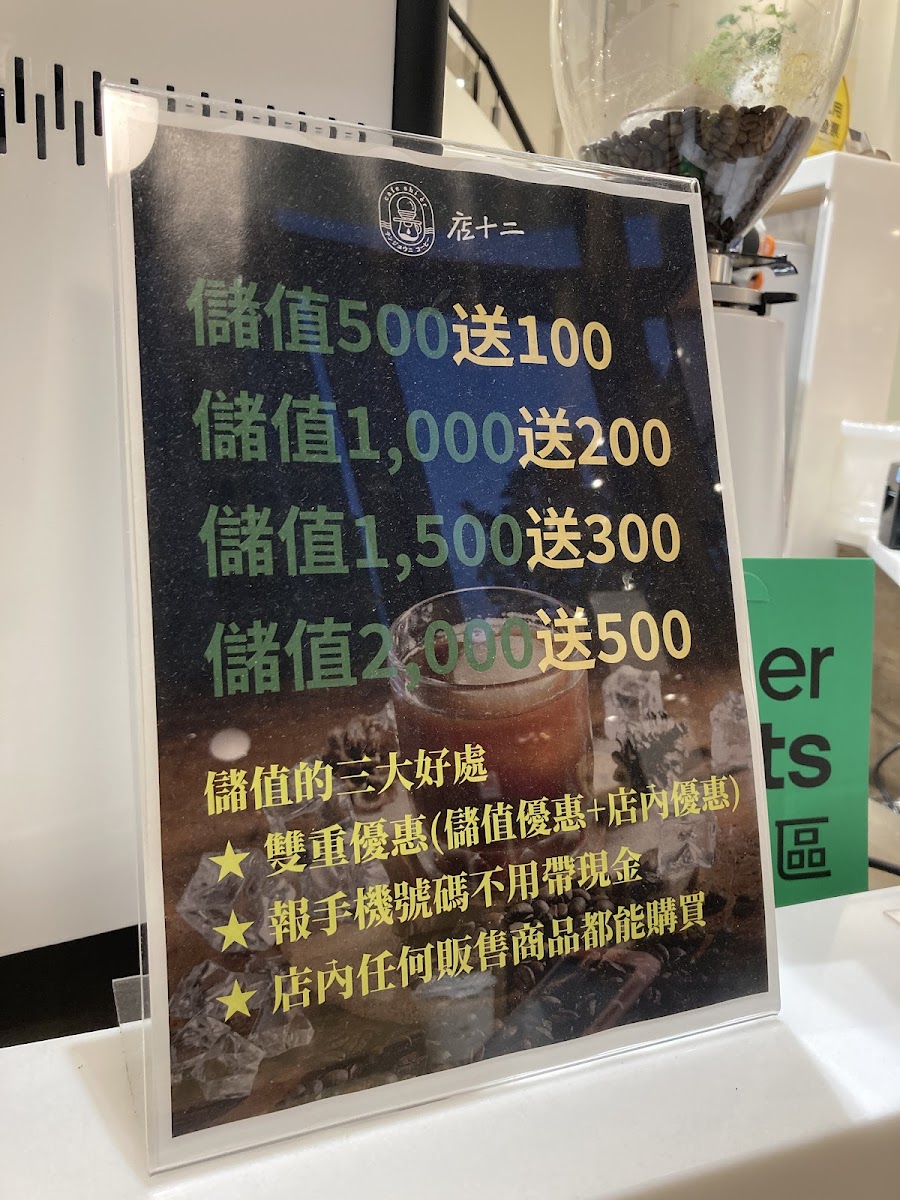 cafe shi èr
店十二
儲值500送100
儲值1,000送200
儲值1,500送300
儲值2,000送500
儲值的三大好處
★ 雙重優惠(儲值優惠+店內優惠)
★ 報手機號碼不用帶現金
★ 店內任何販售商品都能購買
er
ts
區